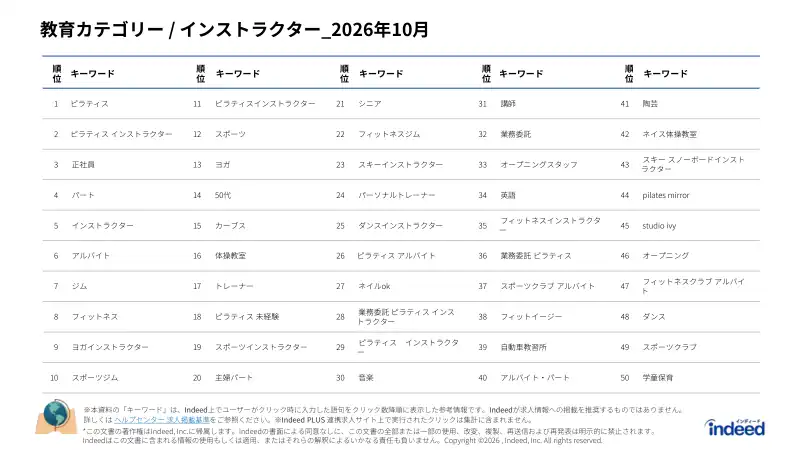 教育カテゴリー / インストラクター_2026年10月
順位 キーワード 順位 キーワード 順位 キーワード 順位 キーワード 順位 キーワード
1 ピラティス 11 ピラティスインストラクター 21 シニア 31 講師 41 陶芸
2 ピラティス インストラクター 12 スポーツ 22 フィットネスジム 32 業務委託 42 ネイス体操教室
3 正社員 13 ヨガ 23 スキーインストラクター 33 オープニングスタッフ 43 スキー スノーボードインストラクター
4 パート 14 50代 24 パーソナルトレーナー 34 英語 44 pilates mirror
5 インストラクター 15 カーブス 25 ダンスインストラクター 35 フィットネスインストラクター 45 studio ivy
6 アルバイト 16 体操教室 26 ピラティス アルバイト 36 業務委託 ピラティス 46 オープニング
7 ジム 17 トレーナー 27 ネイルok 37 スポーツクラブ アルバイト 47 フィットネスクラブ アルバイト
8 フィットネス 18 ピラティス 未経験 28 業務委託 ピラティス インストラクター 38 フィットイージー 48 ダンス
9 ヨガインストラクター 19 スポーツインストラクター 29 ピラティス　インストラクター 39 自動車教習所 49 スポーツクラブ
10 スポーツジム 20 主婦パート 30 音楽 40 アルバイト・パート 50 学童保育
※本資料の「キーワード」は、Indeed上でユーザーがクリック時に入力した語句をクリック数降順に表示した参考情報です。Indeedが求人情報への掲載を推奨するものではありません。
詳しくは ヘルプセンター 求人掲載基準をご参照ください。※Indeed PLUS 連携求人サイト上で実行されたクリックは集計に含まれません。
*この文書の著作権はIndeed, Inc.に帰属します。Indeedの書面による同意なしに、この文書の全部または一部の使用、改変、複製、再送信および再発表は明示的に禁止されます。
Indeedはこの文書に含まれる情報の使用もしくは適用、またはそれらの解釈によるいかなる責任も負いません。Copyright ©2026 , Indeed, Inc. All rights reserved.
インディード
indeed